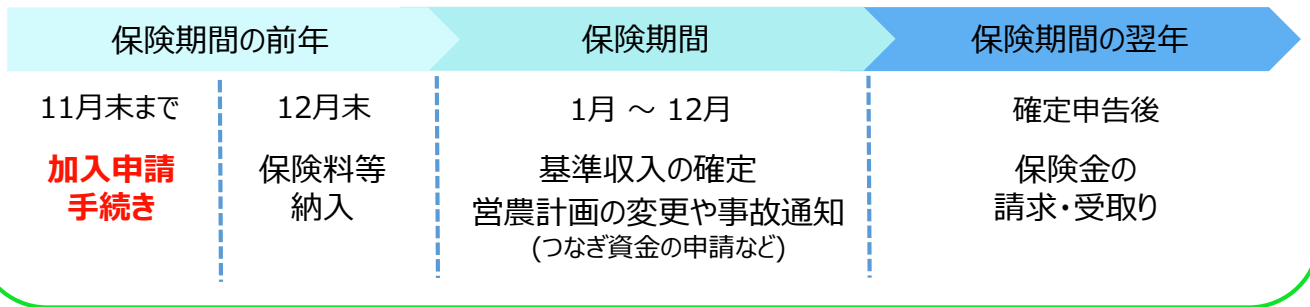 保険期間の前年
保険期間
保険期間の翌年
11月末まで
加入申請
手続き
12月末
保険料等
納入
1月 ～ 12月
基準収入の確定
営農計画の変更や事故通知
(つなぎ資金の申請など)
確定申告後
保険金の
請求・受取り